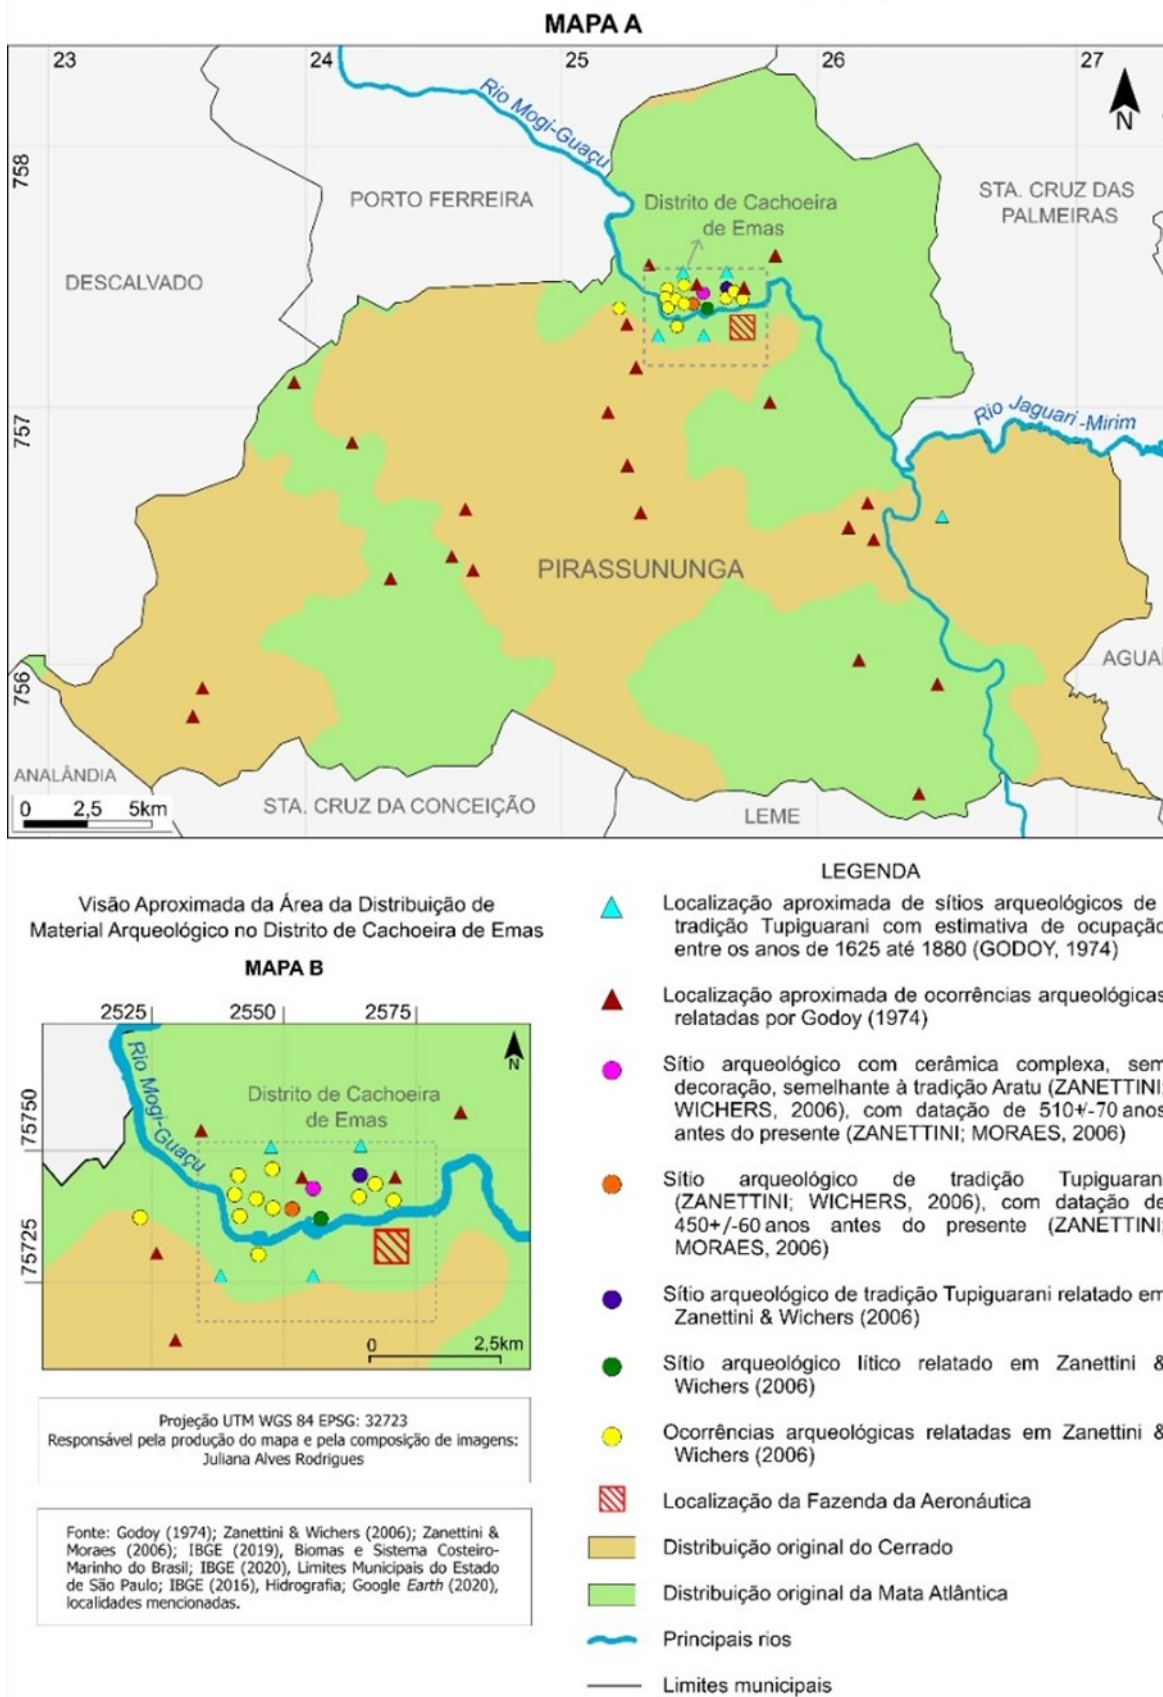 MAPA A
23 24 25 26 27
N
758
757
756
Rio Mogi-Guaçu
PORTO FERREIRA
Distrito de Cachoeira
de Emas
STA. CRUZ DAS
PALMEIRAS
DESCALVADO
Rio Jaguari-Mirim
PIRASSUNUNGA
ANALÂNDIA
0 2,5 5km
STA. CRUZ DA CONCEIÇÃO
LEME
Visão Aproximada da Área da Distribuição de
Material Arqueológico no Distrito de Cachoeira de Emas
MAPA B
2525 2550 2575
N
75750
75725
Rio Mogi-Guaçu
Distrito de Cachoeira
de Emas
0 2,5km
Projeção UTM WGS 84 EPSG: 32723
Responsável pela produção do mapa e pela composição de imagens:
Juliana Alves Rodrigues
Fonte: Godoy (1974); Zanettini & Wichers (2006); Zanettini &
Moraes (2006); IBGE (2019), Biomas e Sistema Costeiro-
Marinho do Brasil; IBGE (2020), Limites Municipais do Estado
de São Paulo; IBGE (2016), Hidrografia; Google Earth (2020),
localidades mencionadas.
LEGENDA
Localização aproximada de sítios arqueológicos de
tradição Tupiguarani com estimativa de ocupação
entre os anos de 1625 até 1880 (GODOY, 1974)
Localização aproximada de ocorrências arqueológicas
relatadas por Godoy (1974)
Sítio arqueológico com cerâmica complexa, sem
decoração, semelhante à tradição Aratu (ZANETTINI;
WICHERS, 2006), com datação de 510+/-70 anos
antes do presente (ZANETTINI; MORAES, 2006)
Sítio arqueológico de tradição Tupiguarani
(ZANETTINI; WICHERS, 2006), com datação de
450+/-60 anos antes do presente (ZANETTINI;
MORAES, 2006)
Sítio arqueológico de tradição Tupiguarani relatado em
Zanettini & Wichers (2006)
Sítio arqueológico lítico relatado em Zanettini &
Wichers (2006)
Ocorrências arqueológicas relatadas em Zanettini &
Wichers (2006)
Localização da Fazenda da Aeronáutica
Distribuição original do Cerrado
Distribuição original da Mata Atlântica
Principais rios
Limites municipais